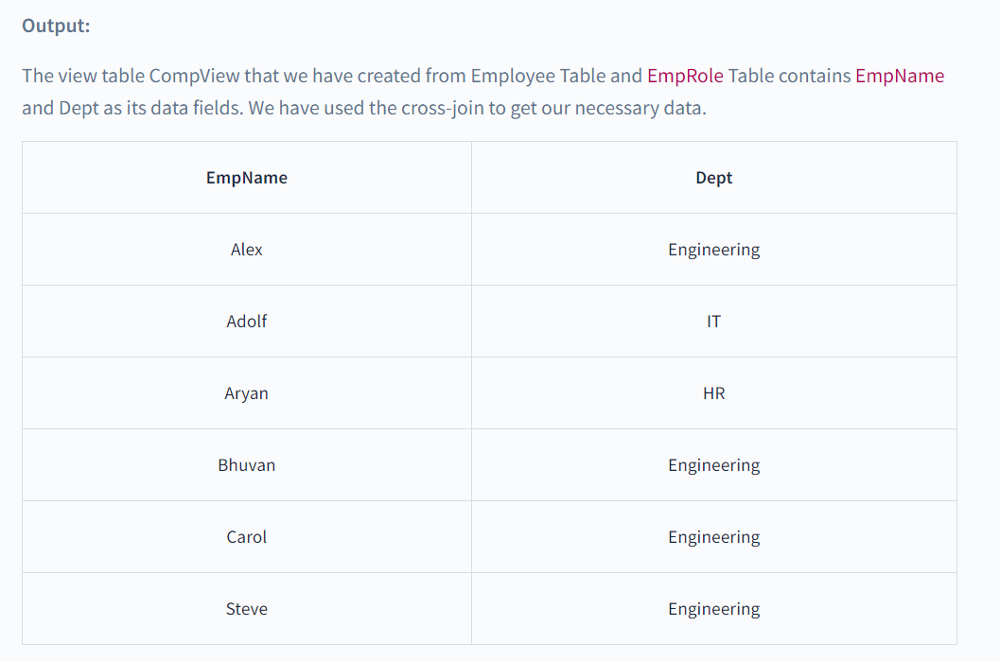 Output:
The view table CompView that we have created from Employee Table and EmpRole Table contains EmpName
and Dept as its data fields. We have used the cross-join to get our necessary data.
EmpName Dept
Alex Engineering
Adolf IT
Aryan HR
Bhuvan Engineering
Carol Engineering
Steve Engineering